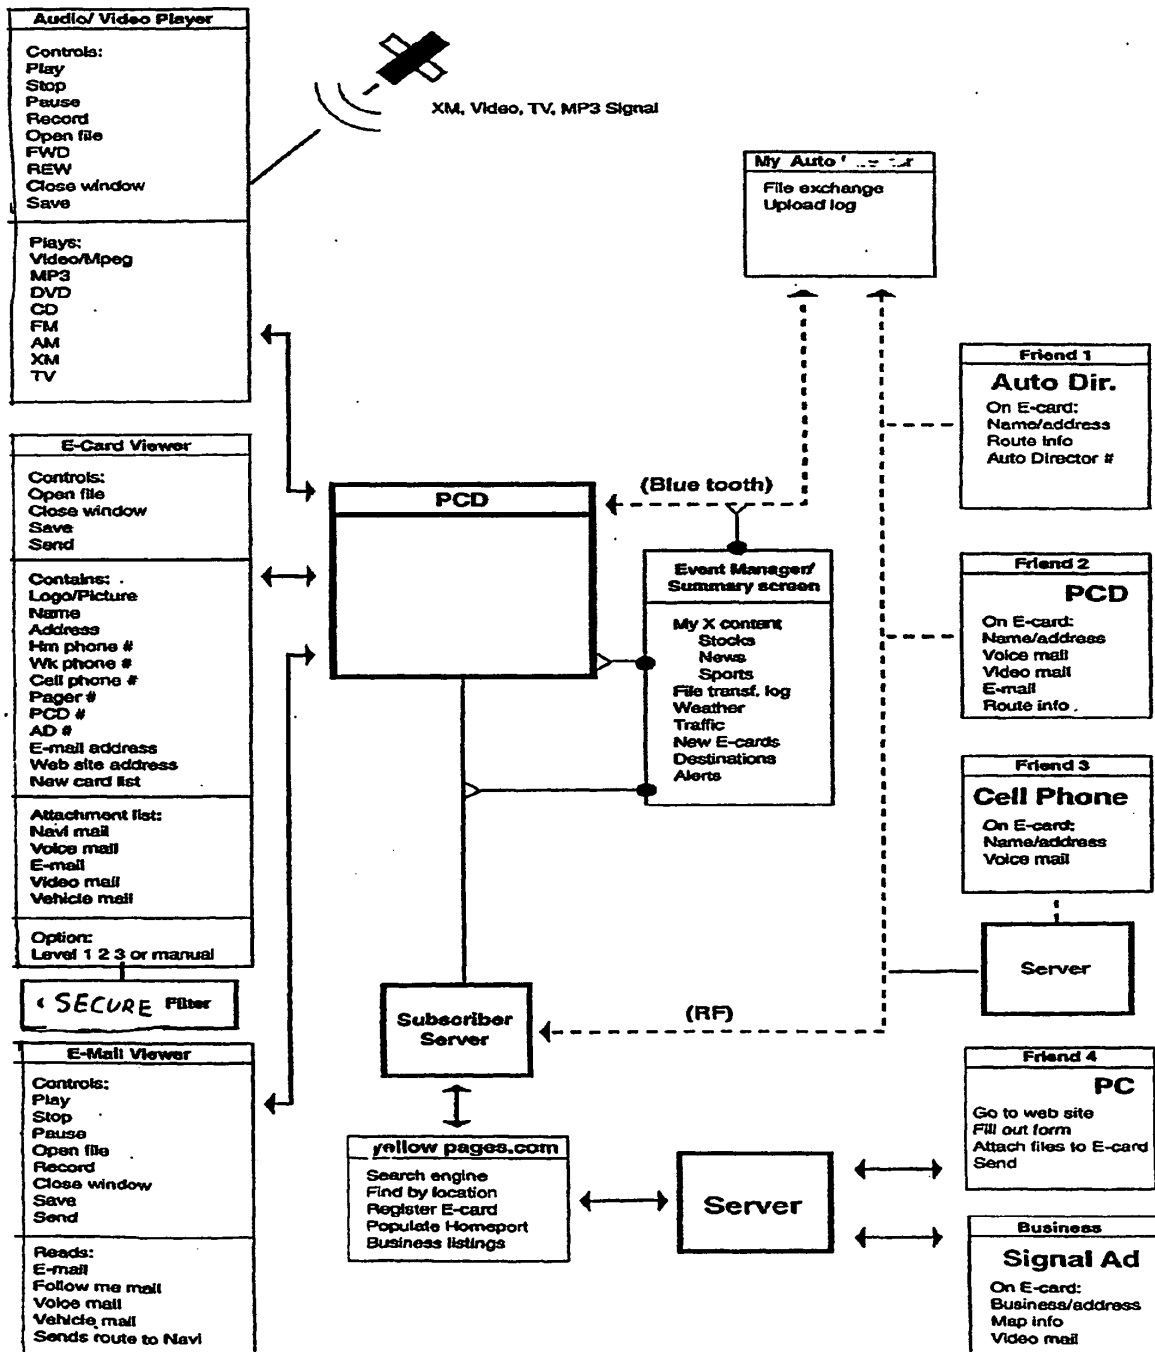 Audio/ Video Player
Controls:
Play
Stop
Pause
Record
Open file
FWD
REW
Close window
Save
Plays:
Video/Mpeg
MP3
DVD
CD
FM
AM
XM
TV
XM, Video, TV, MP3 Signal
My Auto
File exchange
Upload log
E-Card Viewer
Controls:
Open file
Close window
Save
Send
Contains:
Logo/Picture
Name
Address
Hm phone #
Wk phone #
Cell phone #
Pager #
PCD #
AD #
E-mail address
Web site address
New card list
Attachment list:
Navi mail
Voice mail
E-mail
Video mail
Vehicle mail
Option:
Level 1 2 3 or manual
SECURE Filter
E-Mail Viewer
Controls:
Play
Stop
Pause
Open file
Record
Close window
Save
Send
Reads:
E-mail
Follow me mail
Voice mail
Vehicle mail
Sends route to Navi
PCD
(Blue tooth)
Event Manager/
Summary screen
My X content
Stocks
News
Sports
File transf. log
Weather
Traffic
New E-cards
Destinations
Alerts
Subscriber
Server
(RF)
yellow pages.com
Search engine
Find by location
Register E-card
Populate Homeport
Business listings
Server
Friend 1
Auto Dir.
On E-card:
Name/address
Route info
Auto Director #
Friend 2
PCD
On E-card:
Name/address
Voice mail
Video mail
E-mail
Route info
Friend 3
Cell Phone
On E-card:
Name/address
Voice mail
Server
Friend 4
PC
Go to web site
Fill out form
Attach files to E-card
Send
Business
Signal Ad
On E-card:
Business/address
Map info
Video mail